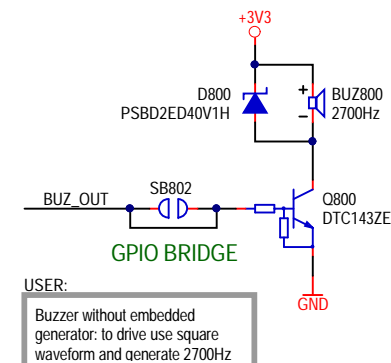 +3V3
D800
PSBD2ED40V1H
+
BUZ800
–
2700Hz
Q800
DTC143ZE
BUZ_OUT
SB802
GPIO BRIDGE
GND
USER:
Buzzer without embedded
generator: to drive use square
waveform and generate 2700Hz